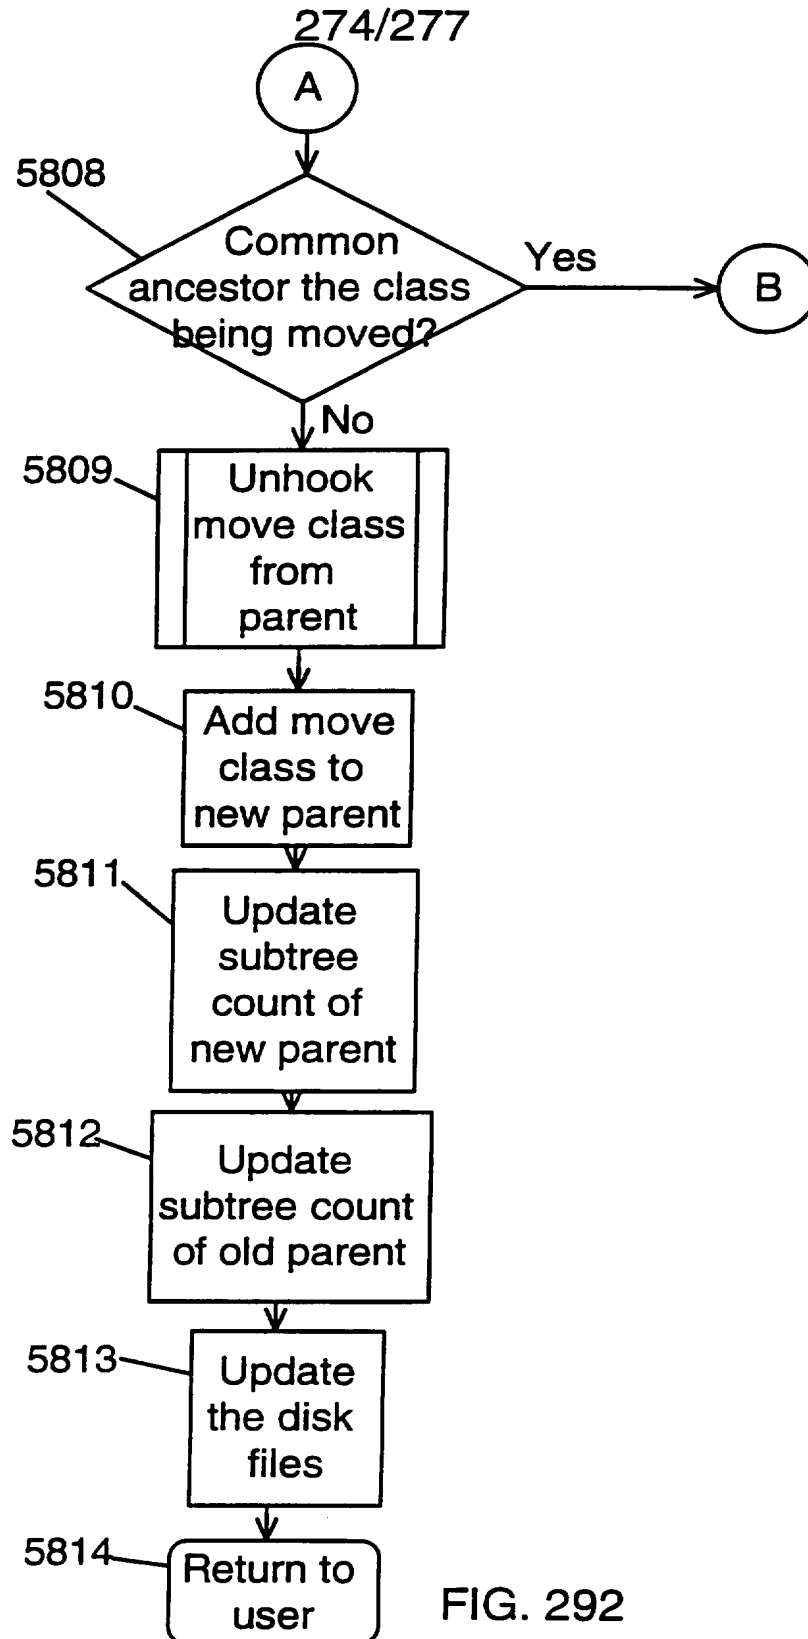 274/277
A
5808
Common
ancestor the class
being moved?
Yes
B
No
5809
Unhook
move class
from
parent
5810
Add move
class to
new parent
5811
Update
subtree
count of
new parent
5812
Update
subtree count
of old parent
5813
Update
the disk
files
5814
Return to
user
FIG. 292